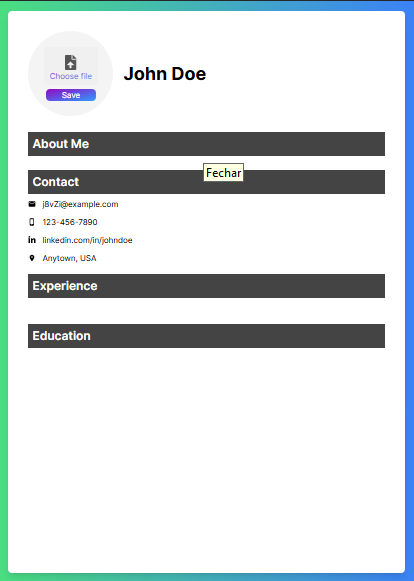 Choose file
Save
John Doe
About Me
Fechar
Contact
j8vZl@example.com
123-456-7890
linkedin.com/in/johndoe
Anytown, USA
Experience
Education